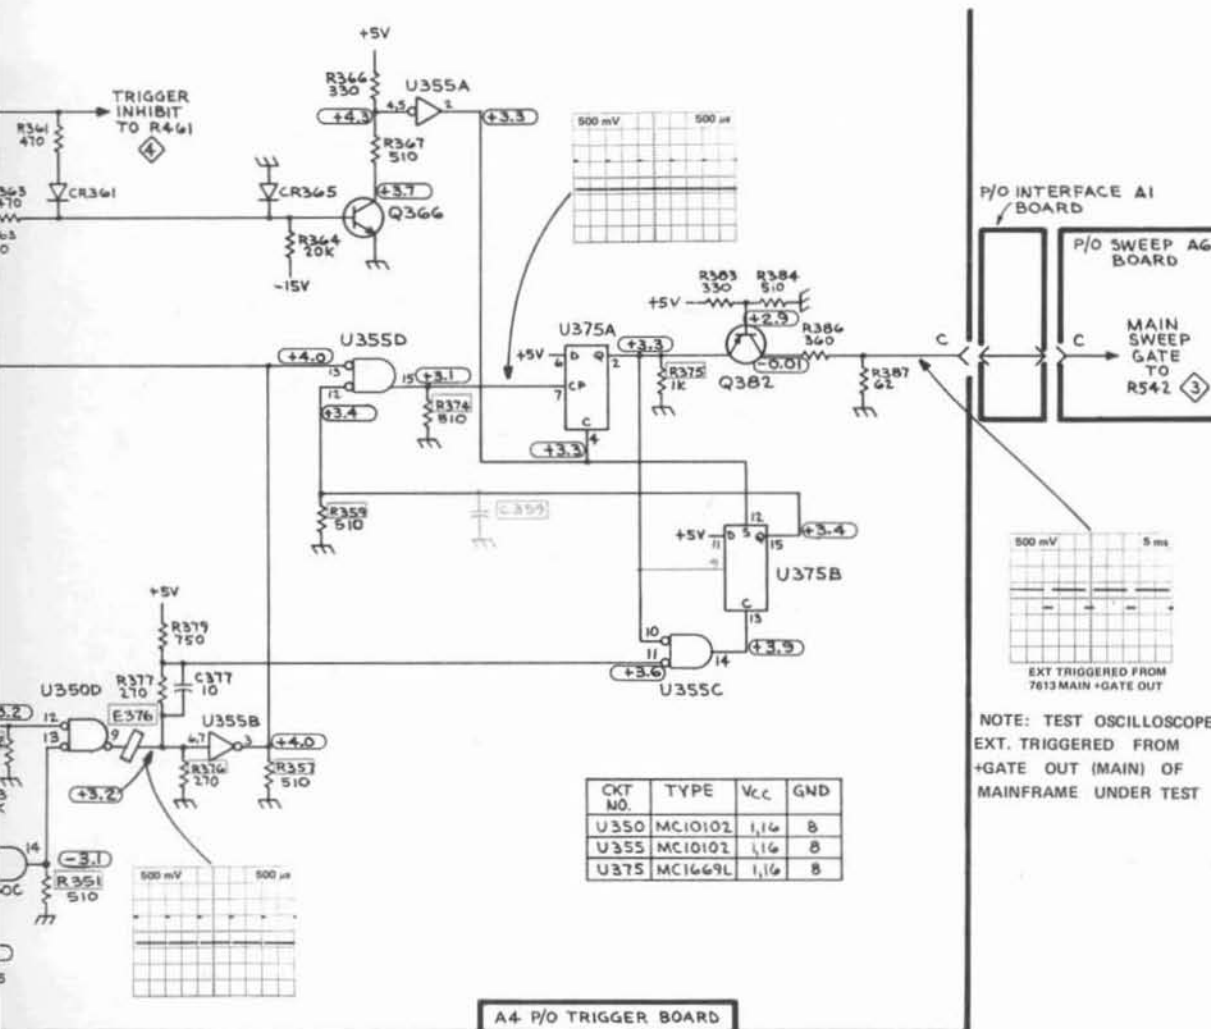 +5V
R366
330
U355A
TRIGGER
INHIBIT
TO R461
4
+4.3
4,5
2
+3.3
500 mV
500 µs
R361
470
R367
510
CR361
CR365
+3.7
Q366
R364
20K
-15V
P/O INTERFACE A1
BOARD
P/O SWEEP A6
BOARD
R383
330
R384
510
+5V
+2.9
U355D
U375A
+3.3
R386
360
C
C
MAIN
SWEEP
GATE
TO
R542
3
+4.0
13
12
15
+3.1
+5V
D
Q
6
2
CP
7
C
4
R375
1K
Q382
-0.01
R387
62
+3.4
R374
510
+3.3
R359
510
C359
12
+5V
11
D
S
Q
15
+3.4
9
U375B
C
13
500 mV
5 ms
+5V
R379
750
10
11
14
+3.9
+3.6
U355C
EXT TRIGGERED FROM
7613 MAIN +GATE OUT
R377
270
C377
10
U350D
E376
U355B
12
13
9
6,7
3
+4.0
R376
270
R357
510
+3.2
NOTE: TEST OSCILLOSCOPE
EXT. TRIGGERED FROM
+GATE OUT (MAIN) OF
MAINFRAME UNDER TEST
CKT NO. TYPE VCC GND
U350 MC10102 1,16 8
U355 MC10102 1,16 8
U375 MC1669L 1,16 8
14
-3.1
R351
510
500 mV
500 µs
A4 P/O TRIGGER BOARD